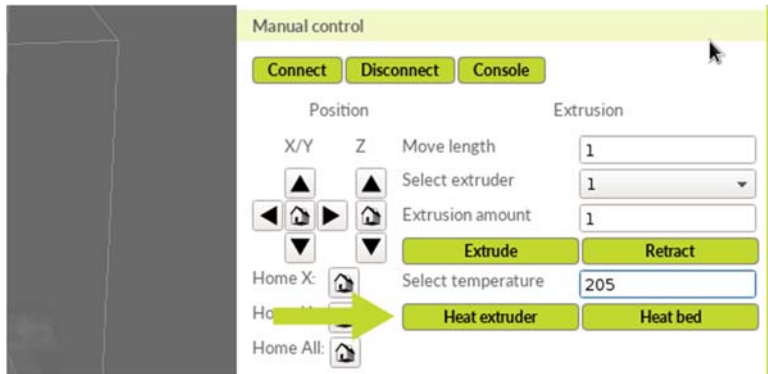 Manual control
Connect Disconnect Console
Position Extrusion
X/Y Z Move length 1
Select extruder 1
Extrusion amount 1
Extrude Retract
Home X: Select temperature 205
Heat extruder Heat bed
Home All: